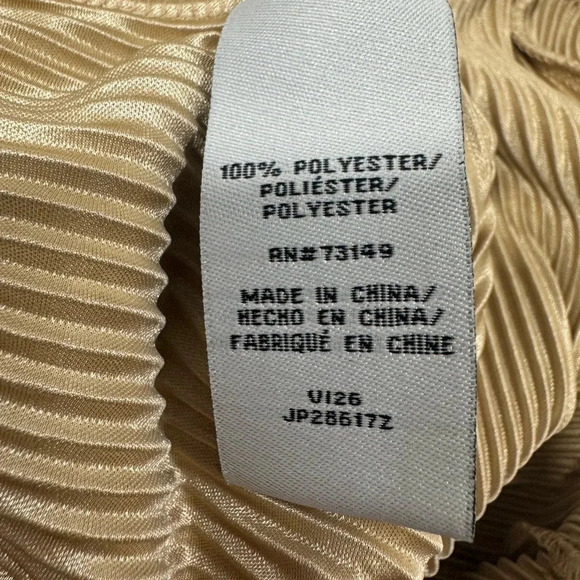 100% POLYESTER/
POLIÉSTER/
POLYESTER
RN#73149
MADE IN CHINA/
HECHO EN CHINA/
FABRIQUÉ EN CHINE
VI26
JP28617Z